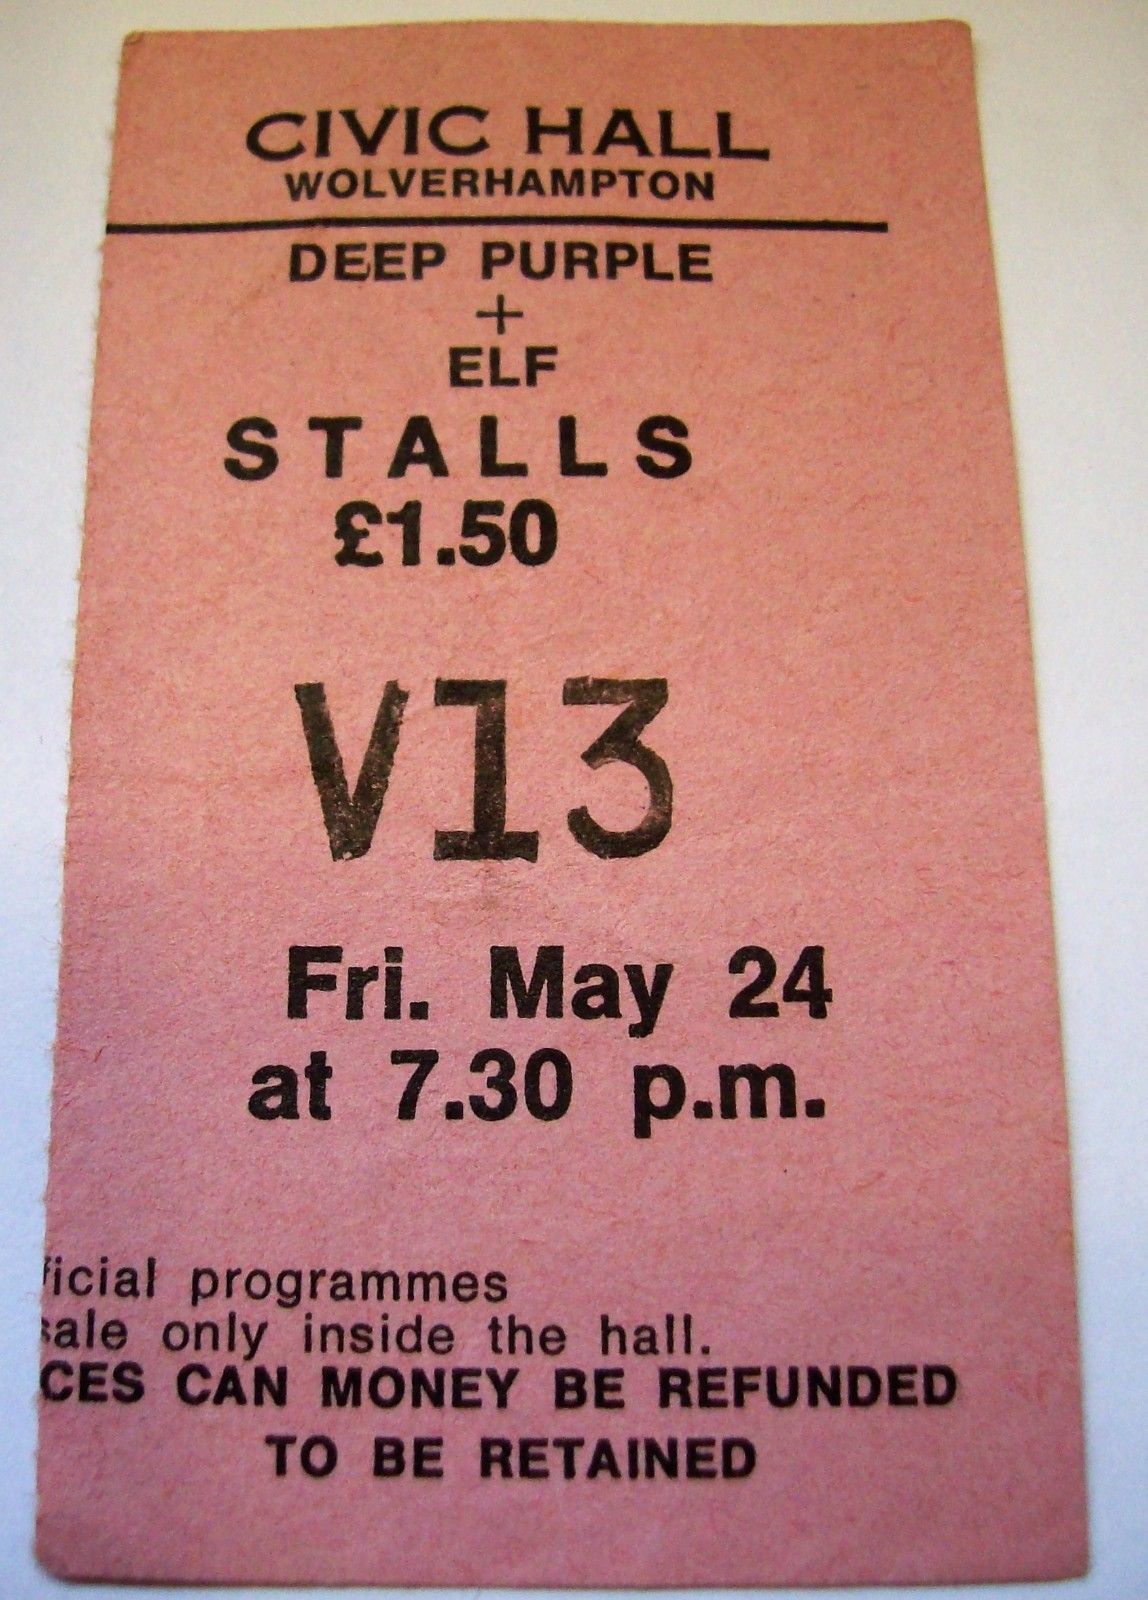 CIVIC HALL
WOLVERHAMPTON
DEEP PURPLE
+
ELF
STALLS
£1.50
V13
Fri. May 24
at 7.30 p.m.
ficial programmes
sale only inside the hall.
CES CAN MONEY BE REFUNDED
TO BE RETAINED